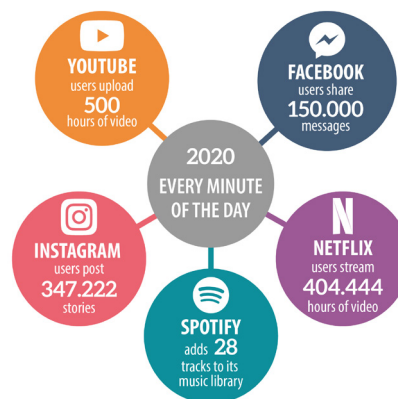 YOUTUBE
users upload
500
hours of video
FACEBOOK
users share
150.000
messages
2020
EVERY MINUTE
OF THE DAY
INSTAGRAM
users post
347.222
stories
N
NETFLIX
users stream
404.444
hours of video
SPOTIFY
adds 28
tracks to its
music library